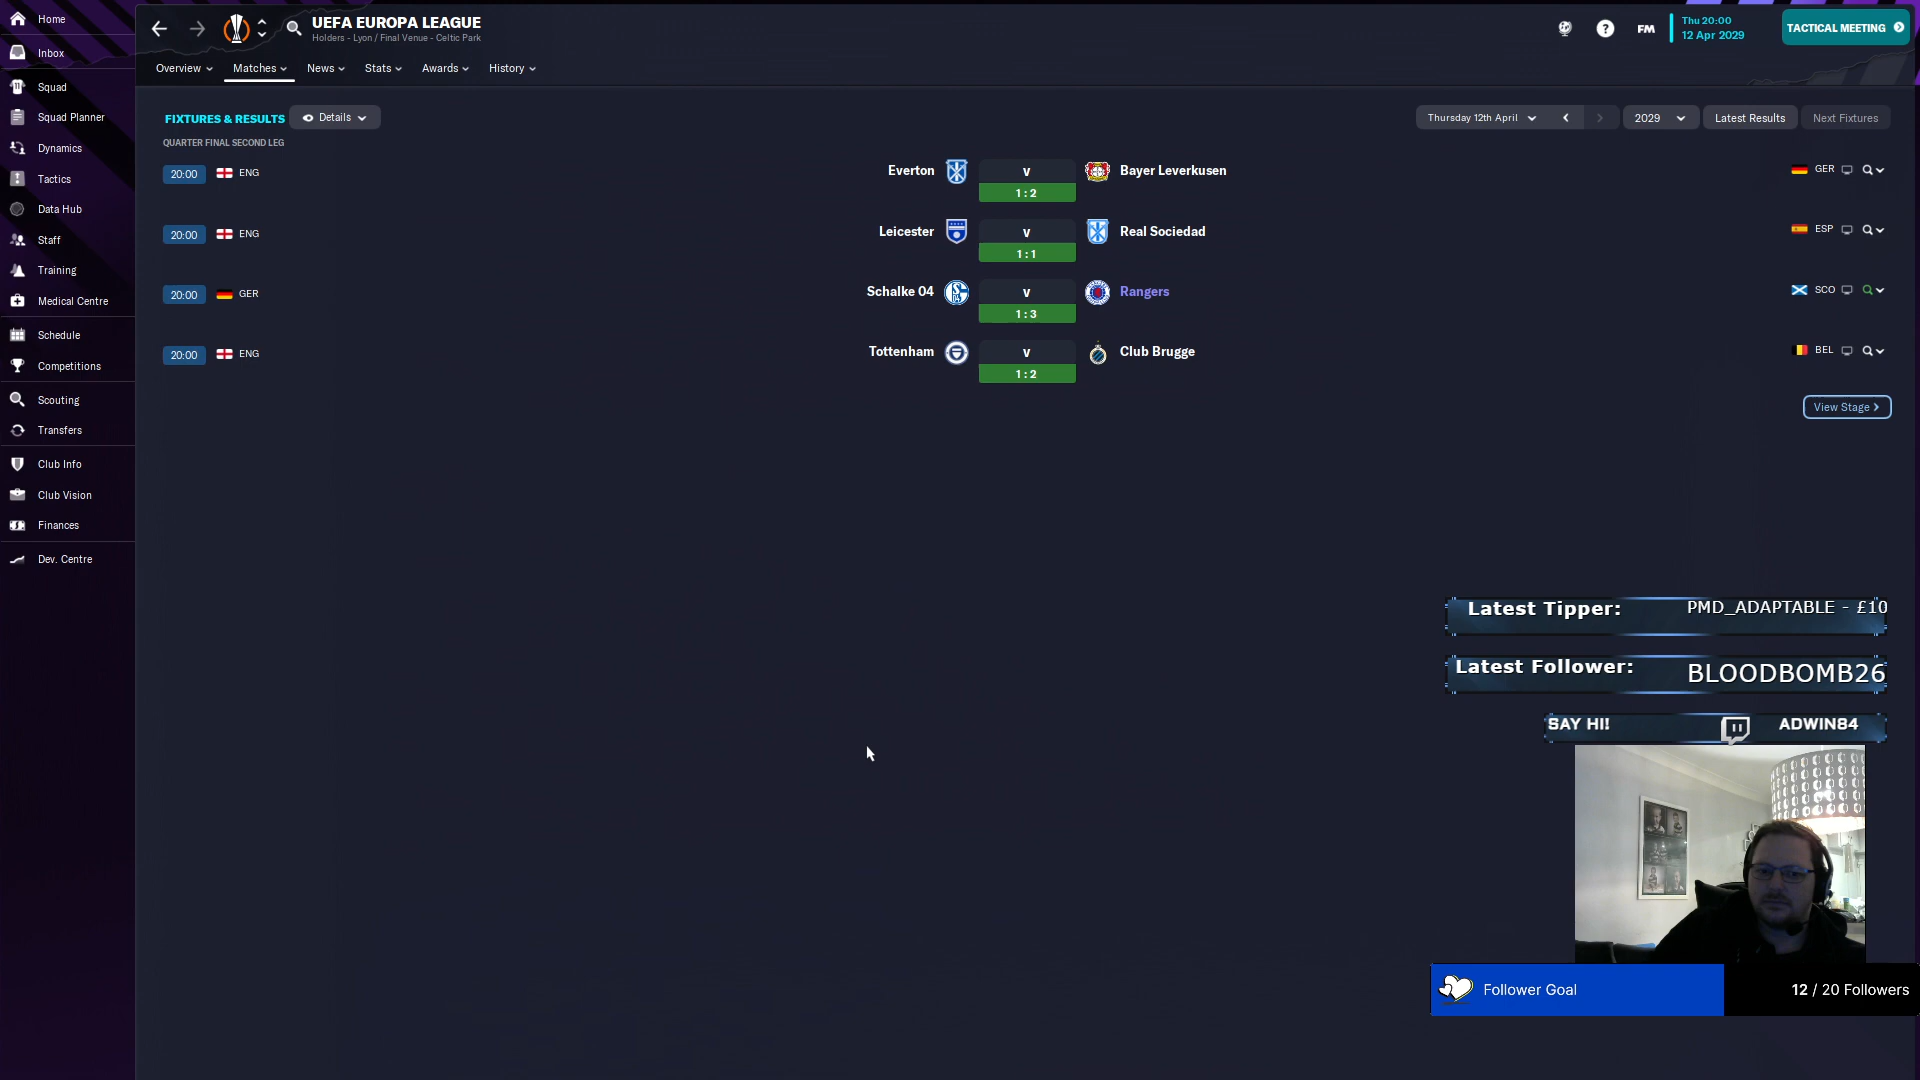 Home
Inbox
Squad
Squad Planner
Dynamics
Tactics
Data Hub
Staff
Training
Medical Centre
Schedule
Competitions
Scouting
Transfers
Club Info
Club Vision
Finances
Dev. Centre
UEFA EUROPA LEAGUE
Holders - Lyon / Final Venue - Celtic Park
FM
Thu 20:00
12 Apr 2029
TACTICAL MEETING
Overview Matches News Stats Awards History
FIXTURES & RESULTS Details Thursday 12th April 2029 Latest Results Next Fixtures
QUARTER FINAL SECOND LEG
20:00 ENG Everton v Bayer Leverkusen GER
1 : 2
20:00 ENG Leicester v Real Sociedad ESP
1 : 1
20:00 GER Schalke 04 v Rangers SCO
1 : 3
20:00 ENG Tottenham v Club Brugge BEL
1 : 2
View Stage
Latest Tipper: PMD_ADAPTABLE - £10
Latest Follower: BLOODBOMB26
SAY HI! ADWIN84
Follower Goal 12 / 20 Followers